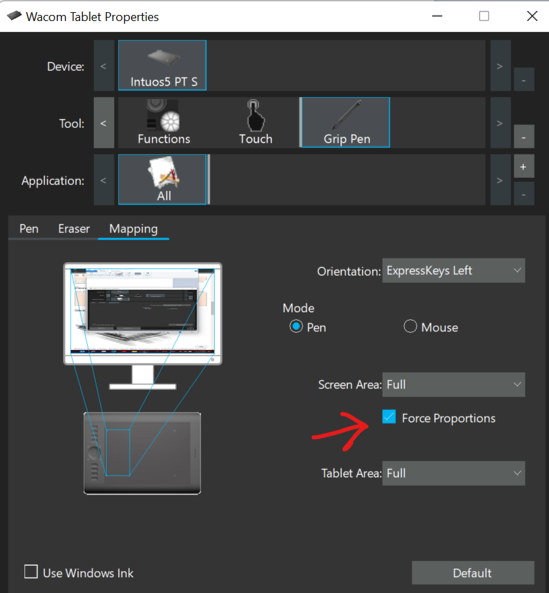 Wacom Tablet Properties
Device:
<
Intuos5 PT S
>
-
Tool:
<
Functions
Touch
Grip Pen
>
-
Application:
<
All
>
+
-
Pen
Eraser
Mapping
Orientation:
ExpressKeys Left
Mode
Pen
Mouse
Screen Area:
Full
Force Proportions
Tablet Area:
Full
Use Windows Ink
Default